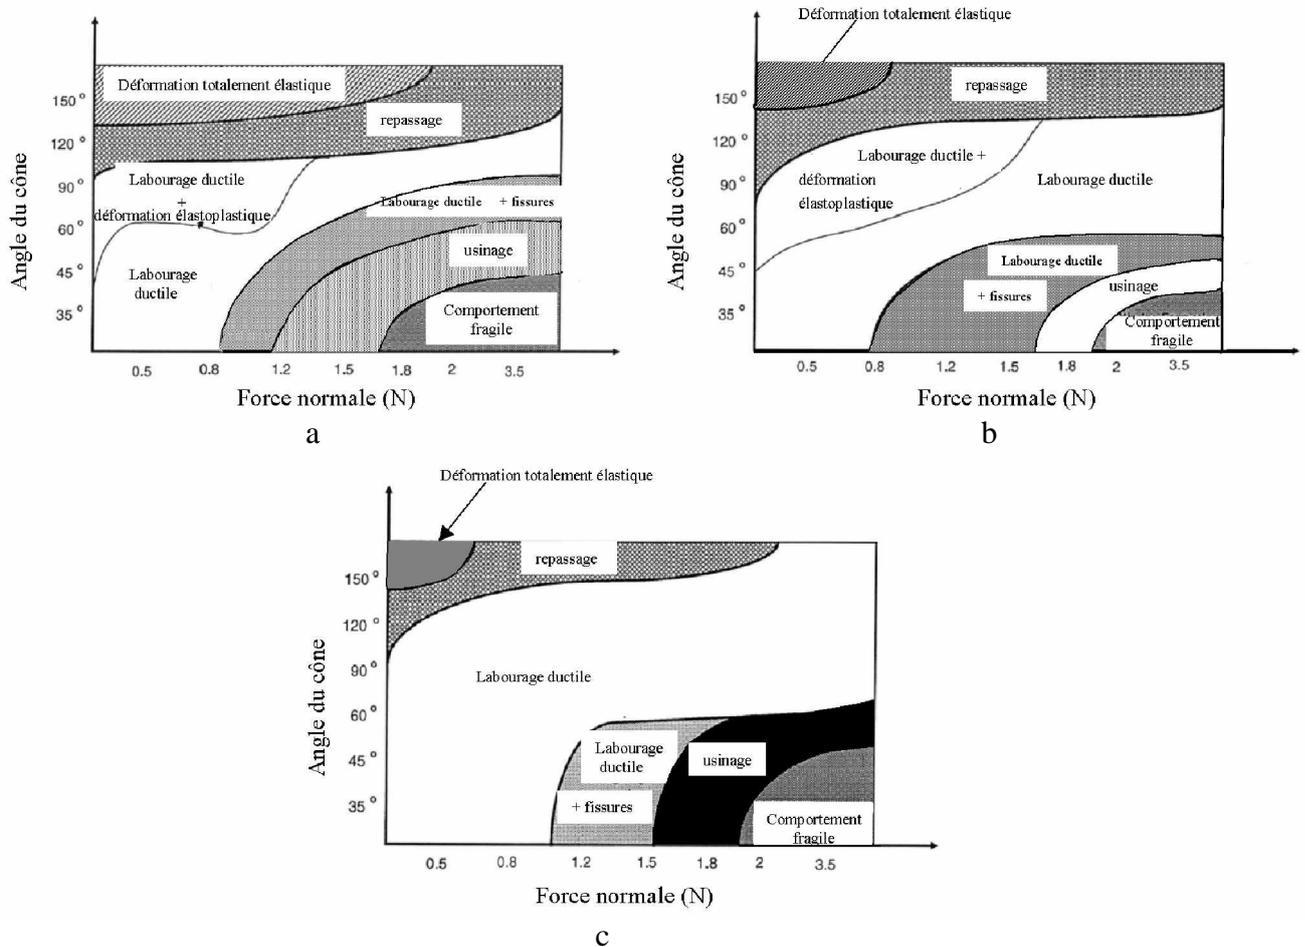 Déformation totalement élastique
150 °
120 °
90 °
60 °
45 °
35 °
Angle du cône
repassage
Labourage ductile
+
déformation élastoplastique
Labourage ductile + fissures
usinage
Labourage
ductile
Comportement
fragile
0.5 0.8 1.2 1.5 2 3.5
Force normale (N)
a
Déformation totalement élastique
150 °
120 °
90 °
60 °
45 °
35 °
Angle du cône
repassage
Labourage ductile +
déformation
élastoplastique
Labourage ductile
Labourage ductile
+ fissures
usinage
Comportement
fragile
0.5 0.8 1.2 1.5 1.8 2 3.5
Force normale (N)
b
Déformation totalement élastique
150 °
120 °
90 °
60 °
45 °
35 °
Angle du cône
repassage
Labourage ductile
Labourage
ductile
+ fissures
usinage
Comportement
fragile
0.5 0.8 1.2 1.5 1.8 2 3.5
Force normale (N)
c